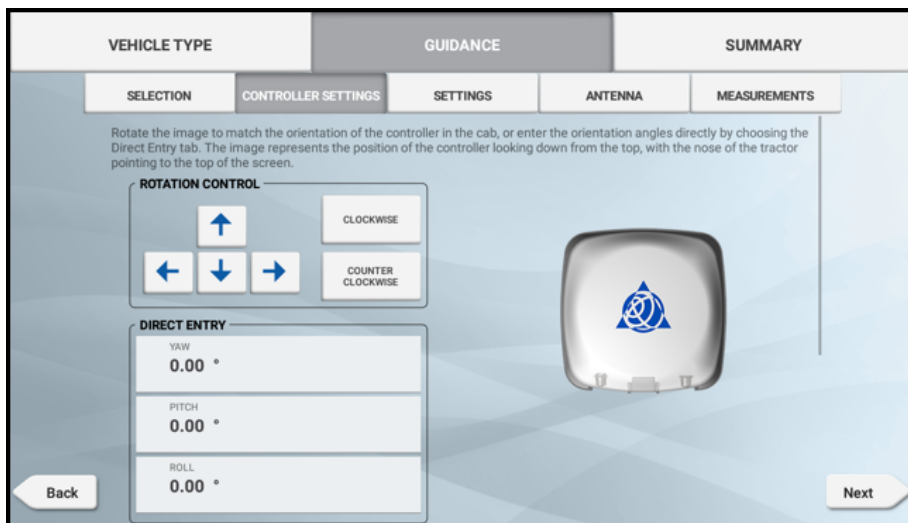 VEHICLE TYPE GUIDANCE SUMMARY
SELECTION CONTROLLER SETTINGS SETTINGS ANTENNA MEASUREMENTS
Rotate the image to match the orientation of the controller in the cab, or enter the orientation angles directly by choosing the
Direct Entry tab. The image represents the position of the controller looking down from the top, with the nose of the tractor
pointing to the top of the screen.
ROTATION CONTROL
CLOCKWISE
COUNTER
CLOCKWISE
DIRECT ENTRY
YAW
0.00 °
PITCH
0.00 °
ROLL
0.00 °
Back
Next